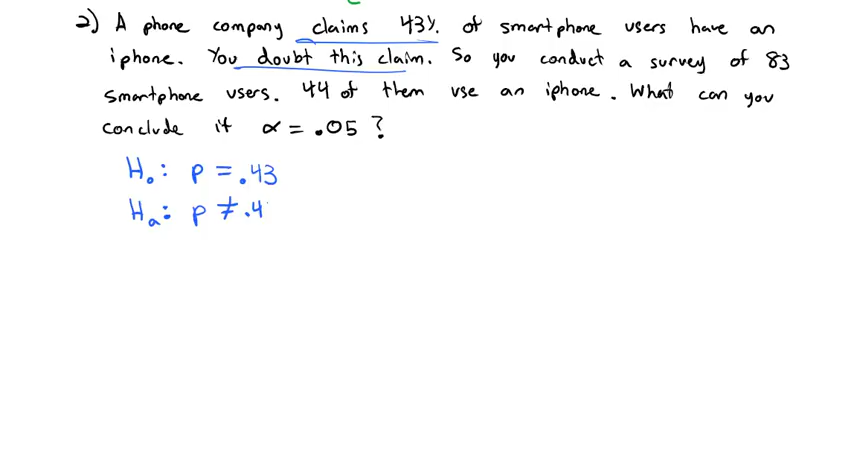 2) A phone company claims 43% of smartphone users have an
iphone. You doubt this claim. So you conduct a survey of 83
smartphone users. 44 of them use an iphone. What can you
conclude if α = .05 ?
H₀: p = .43
Hₐ: p ≠ .4